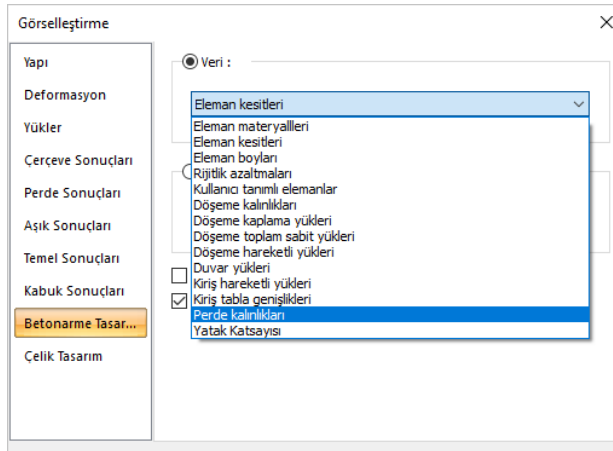 Görselleştirme
Yapı
Deformasyon
Yükler
Çerçeve Sonuçları
Perde Sonuçları
Aşık Sonuçları
Temel Sonuçları
Kabuk Sonuçları
Betonarme Tasar...
Çelik Tasarım
Veri :
Eleman kesitleri
Eleman materyallleri
Eleman kesitleri
Eleman boyları
Rijitlik azaltmaları
Kullanıcı tanımlı elemanlar
Döşeme kalınlıkları
Döşeme kaplama yükleri
Döşeme toplam sabit yükleri
Döşeme hareketli yükleri
Duvar yükleri
Kiriş hareketli yükleri
Kiriş tabla genişlikleri
Perde kalınlıkları
Yatak Katsayısı